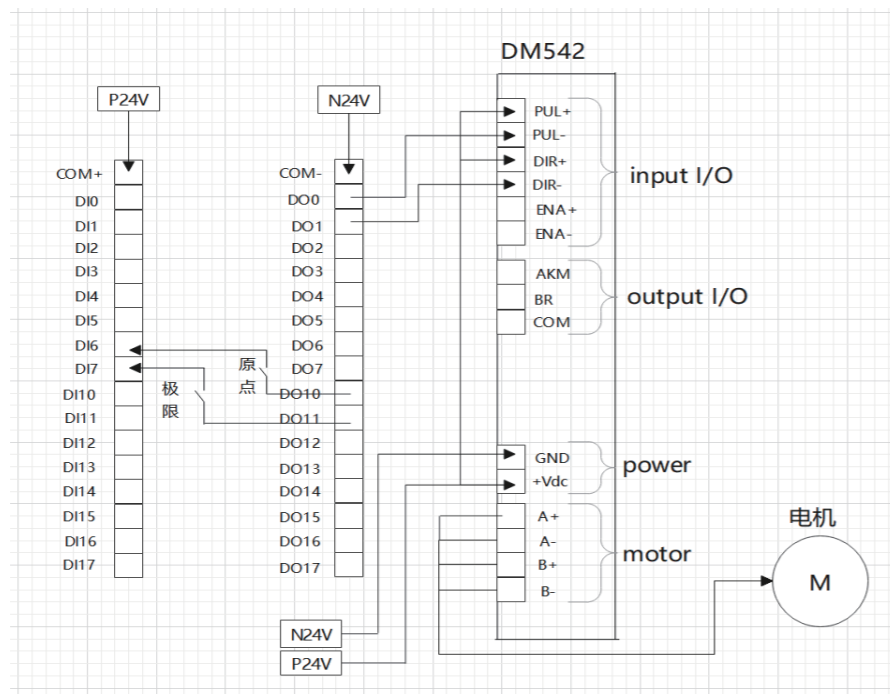 DM542
P24V
N24V
COM+
DI0
DI1
DI2
DI3
DI4
DI5
DI6
DI7
DI10
DI11
DI12
DI13
DI14
DI15
DI16
DI17
极
限
原
点
COM-
DO0
DO1
DO2
DO3
DO4
DO5
DO6
DO7
DO10
DO11
DO12
DO13
DO14
DO15
DO16
DO17
PUL+
PUL-
DIR+
DIR-
ENA+
ENA-
input I/O
AKM
BR
COM
output I/O
GND
+Vdc
power
A+
A-
B+
B-
motor
电机
M
N24V
P24V